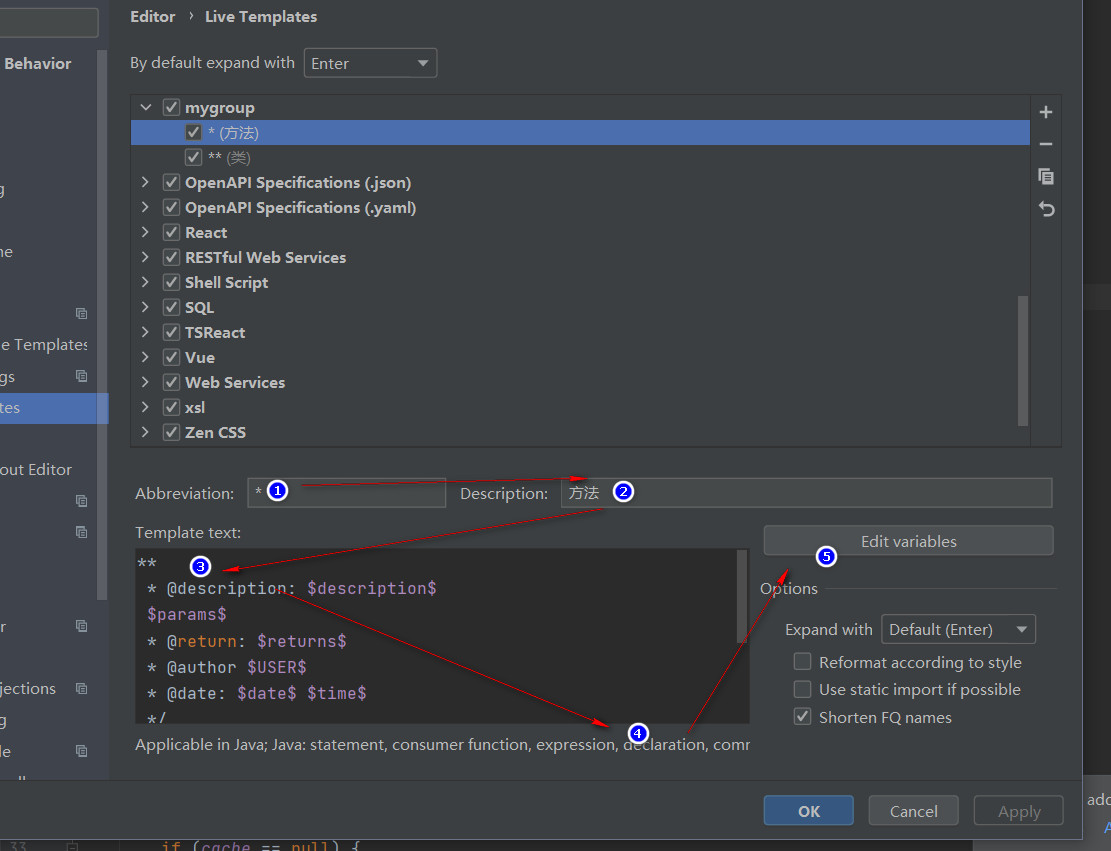 Editor › Live Templates
Behavior
By default expand with Enter
mygroup
* (方法)
** (类)
OpenAPI Specifications (.json)
OpenAPI Specifications (.yaml)
React
RESTful Web Services
Shell Script
SQL
e Templates
TSReact
Vue
gs
Web Services
tes
xsl
Zen CSS
out Editor
Abbreviation: * 1 Description: 方法 2
Template text:
Edit variables
5
** 3
* @description: $description$
$params$
* @return: $returns$
* @author $USER$
* @date: $date$ $time$
*/
Options
Expand with Default (Enter)
Reformat according to style
Use static import if possible
Shorten FQ names
jections
4
Applicable in Java; Java: statement, consumer function, expression, declaration, comm
OK Cancel Apply
add
33 if (cache == null) {